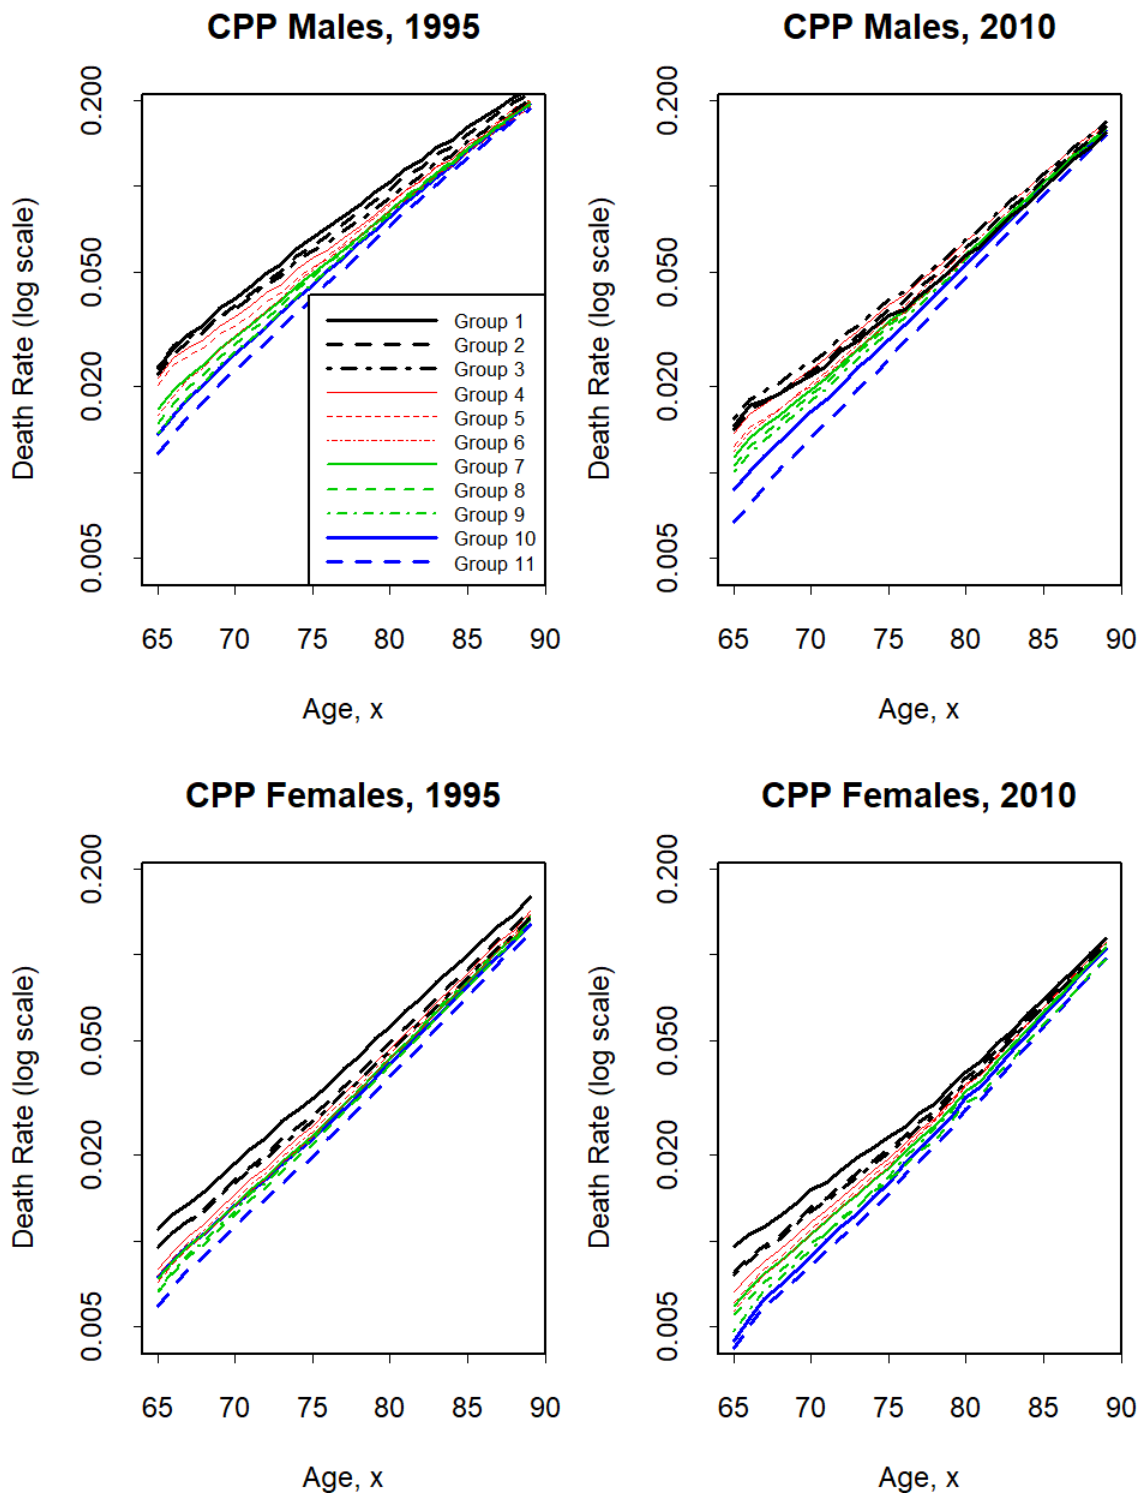 CPP Males, 1995
Death Rate (log scale)
0.200
0.050
0.020
0.005
Group 1
Group 2
Group 3
Group 4
Group 5
Group 6
Group 7
Group 8
Group 9
Group 10
Group 11
65 70 75 80 85 90
Age, x
CPP Males, 2010
Death Rate (log scale)
0.200
0.050
0.020
0.005
65 70 75 80 85 90
Age, x
CPP Females, 1995
Death Rate (log scale)
0.200
0.050
0.020
0.005
65 70 75 80 85 90
Age, x
CPP Females, 2010
Death Rate (log scale)
0.200
0.050
0.020
0.005
65 70 75 80 85 90
Age, x